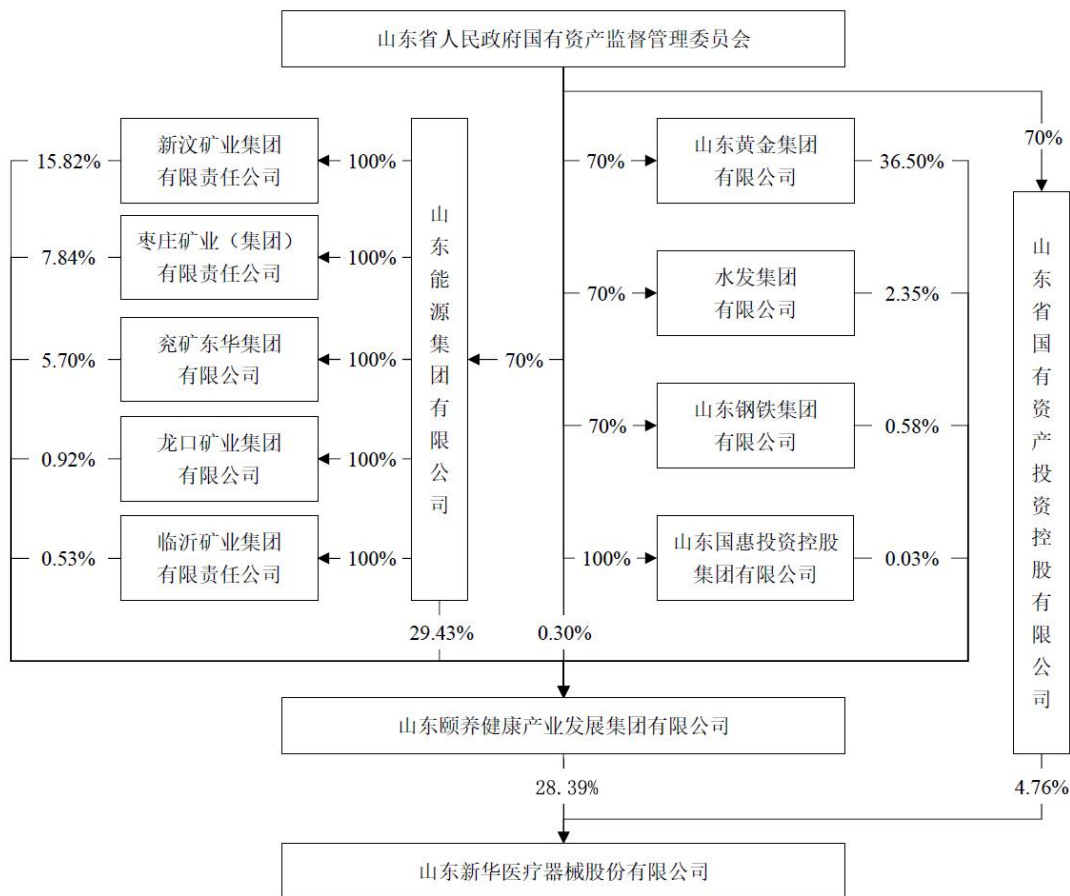 山东省人民政府国有资产监督管理委员会
70%
15.82%
新汶矿业集团
有限责任公司
100%
70%
山东黄金集团
有限公司
36.50%
7.84%
枣庄矿业（集团）
有限责任公司
100%
70%
水发集团
有限公司
2.35%
5.70%
兖矿东华集团
有限公司
100%
山东能源集团有限公司
70%
70%
山东钢铁集团
有限公司
0.58%
0.92%
龙口矿业集团
有限公司
100%
0.53%
临沂矿业集团
有限责任公司
100%
100%
山东国惠投资控股
集团有限公司
0.03%
山东省国有资产投资控股有限公司
29.43%
0.30%
山东颐养健康产业发展集团有限公司
28.39%
4.76%
山东新华医疗器械股份有限公司